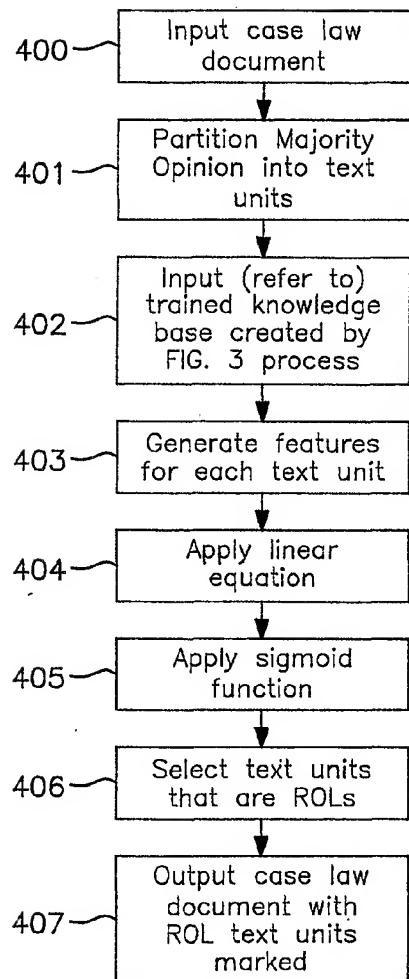 400
Input case law
document
401
Partition Majority
Opinion into text
units
402
Input (refer to)
trained knowledge
base created by
FIG. 3 process
403
Generate features
for each text unit
404
Apply linear
equation
405
Apply sigmoid
function
406
Select text units
that are ROLs
407
Output case law
document with
ROL text units
marked